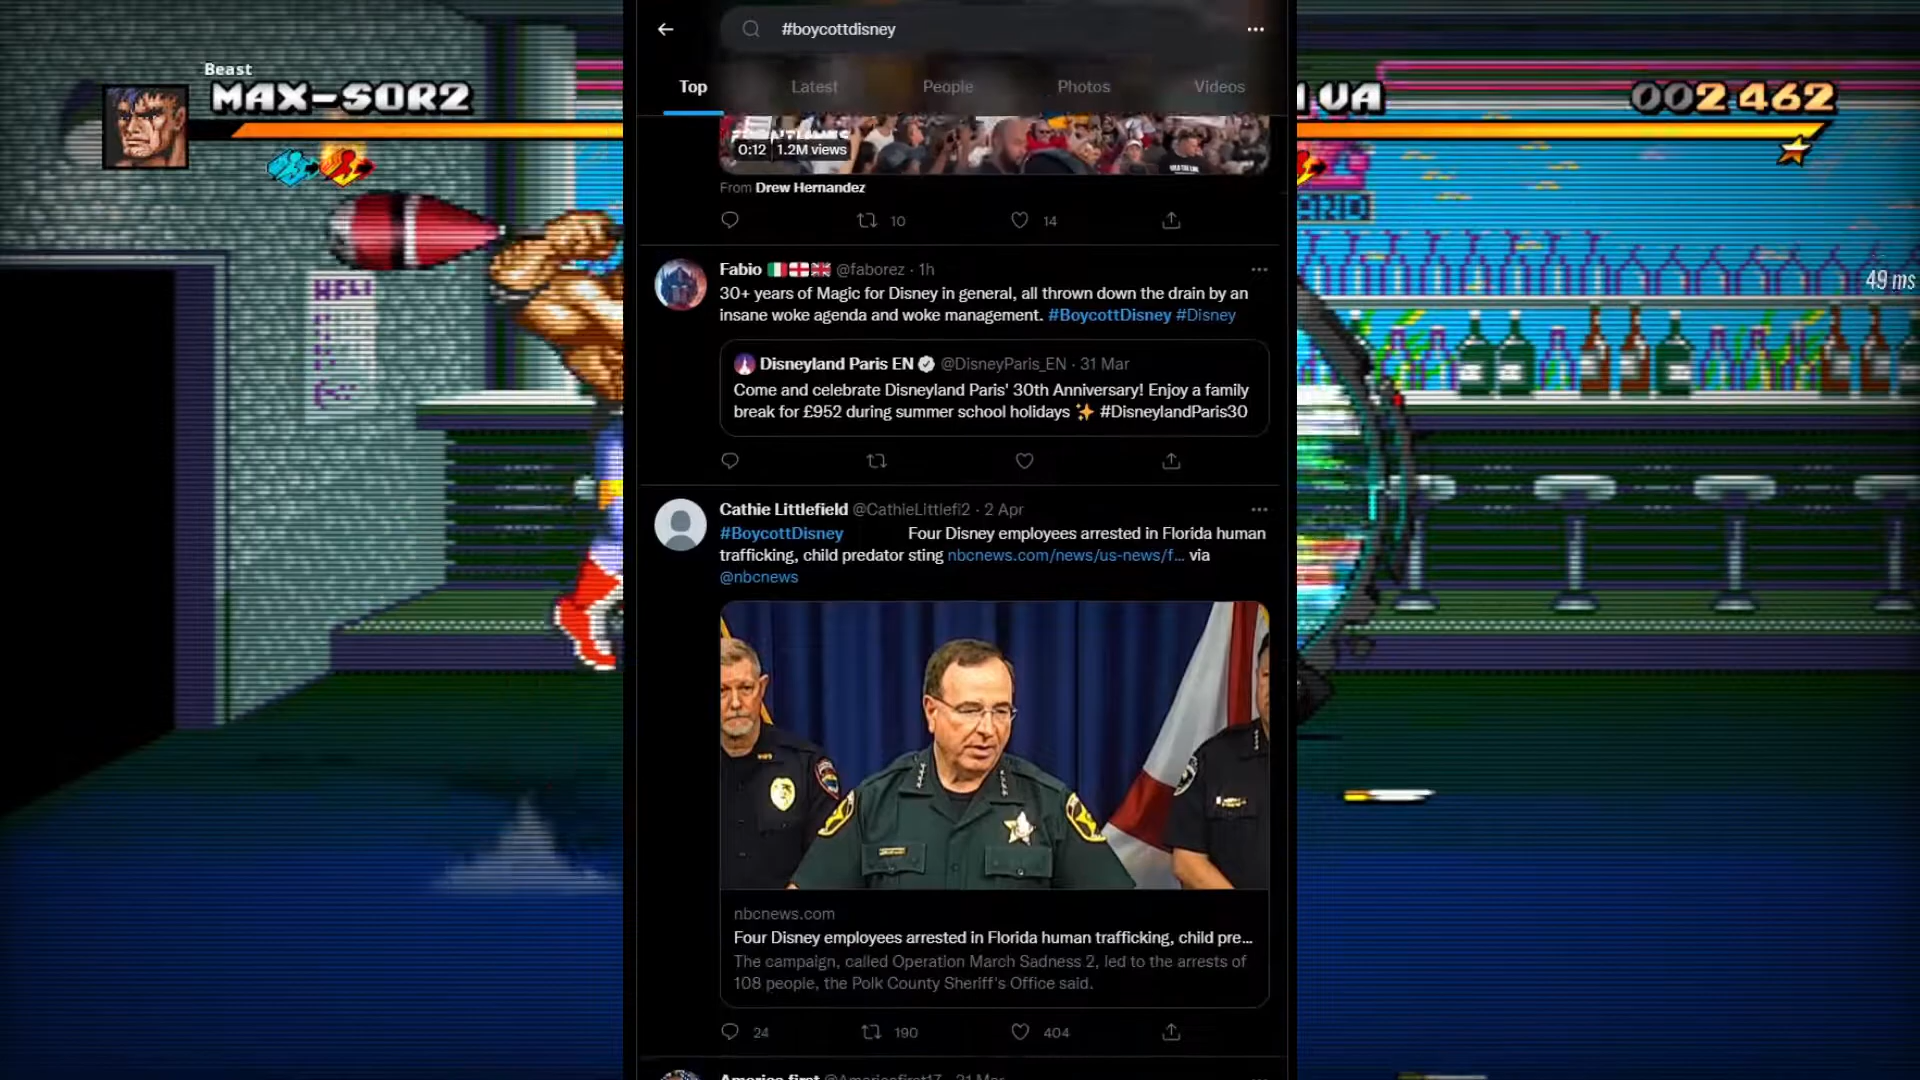 Beast
MAX-SOR2
002462
49 ms
#boycottdisney
Top
Latest
People
Photos
Videos
0:12 1.2M views
From Drew Hernandez
10
14
Fabio @faborez · 1h
30+ years of Magic for Disney in general, all thrown down the drain by an
insane woke agenda and woke management. #BoycottDisney #Disney
Disneyland Paris EN @DisneyParis_EN · 31 Mar
Come and celebrate Disneyland Paris' 30th Anniversary! Enjoy a family
break for £952 during summer school holidays ✨ #DisneylandParis30
Cathie Littlefield @CathieLittlefi2 · 2 Apr
#BoycottDisney Four Disney employees arrested in Florida human
trafficking, child predator sting nbcnews.com/news/us-news/f... via
@nbcnews
nbcnews.com
Four Disney employees arrested in Florida human trafficking, child pre...
The campaign, called Operation March Sadness 2, led to the arrests of
108 people, the Polk County Sheriff's Office said.
24
190
404